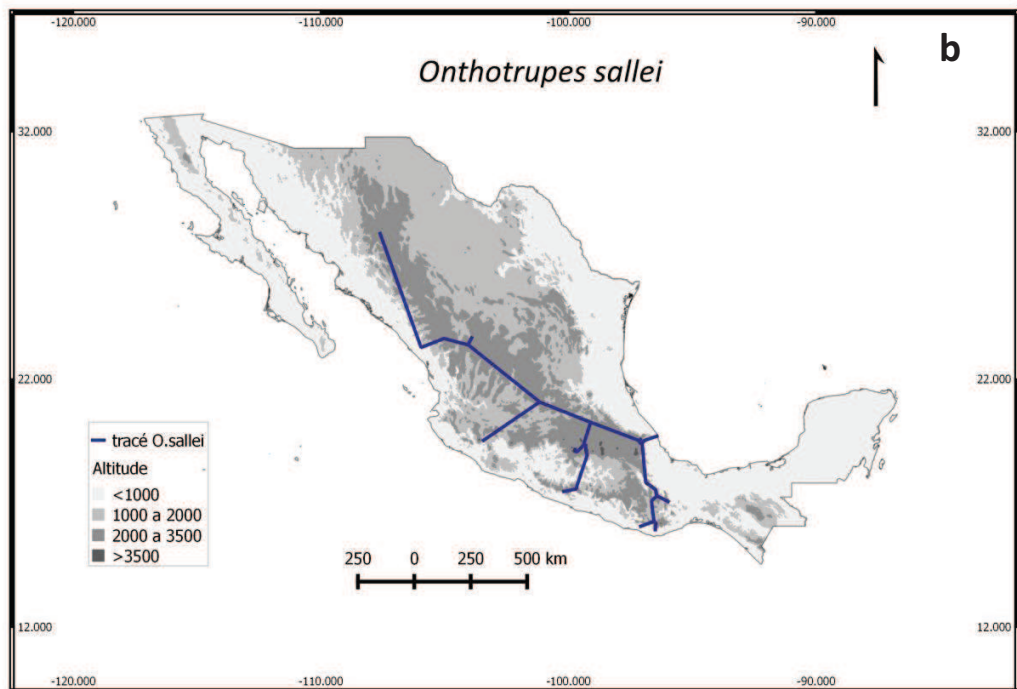 -120.000 -110.000 -100.000 -90.000
b
Onthotrupes sallei
32.000 32.000
22.000 22.000
tracé O.sallei
Altitude
<1000
1000 a 2000
2000 a 3500
>3500
250 0 250 500 km
12.000 12.000
-120.000 -110.000 -100.000 -90.000